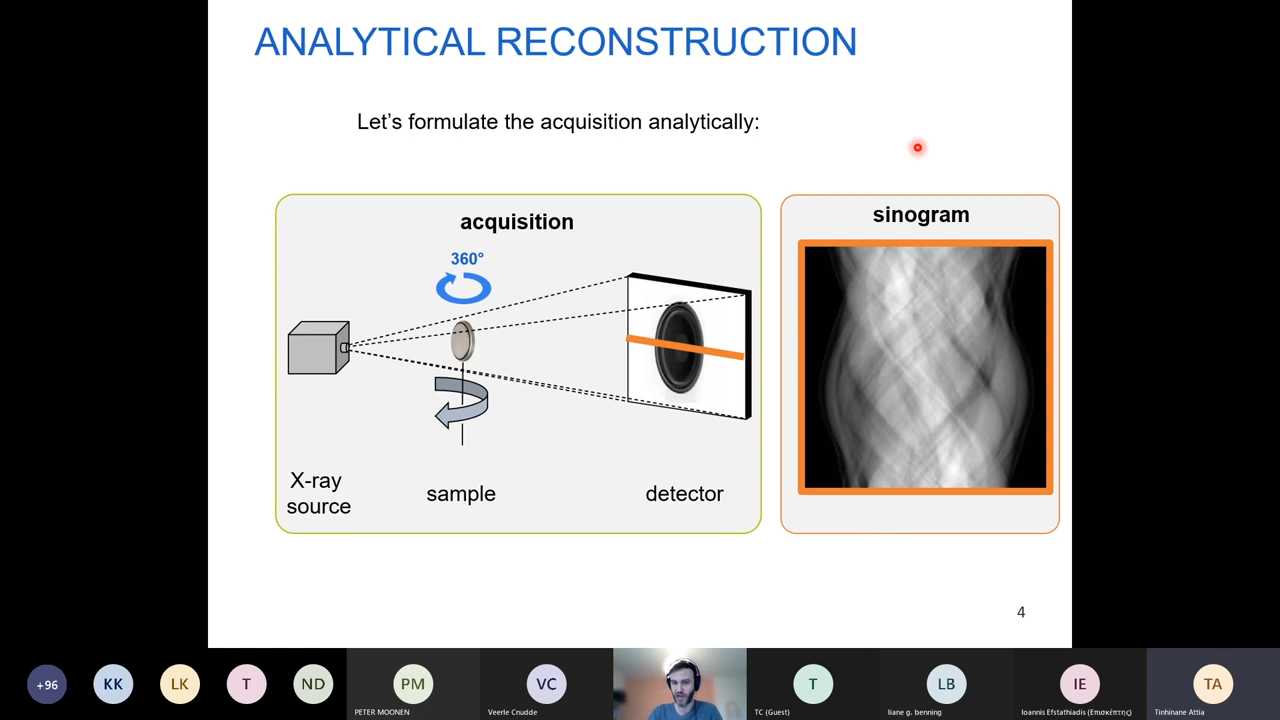 ANALYTICAL RECONSTRUCTION
Let's formulate the acquisition analytically:
acquisition
360°
X-ray
source
sample
detector
sinogram
4
+96
KK
LK
T
ND
PM
PETER MOONEN
VC
Veerle Cnudde
T
TC (Guest)
LB
liane g. benning
IE
Ioannis Efstathiadis (Επισκέπτης)
TA
Tinhinane Attia